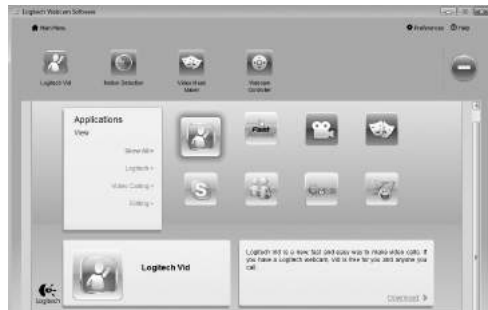 Logitech Webcam Software
Main Menu
Preferences
Help
Logitech Vid
Motion Detection
Video Mask
Maker
Webcam
Controller
Applications
View
Show All
Logitech
Video Calling
Editing
Fast
S
Logitech Vid
Logitech Vid is a new fast and easy way to make video calls. If
you have a Logitech webcam, vid is free for you and anyone you
call.
Download
Logitech